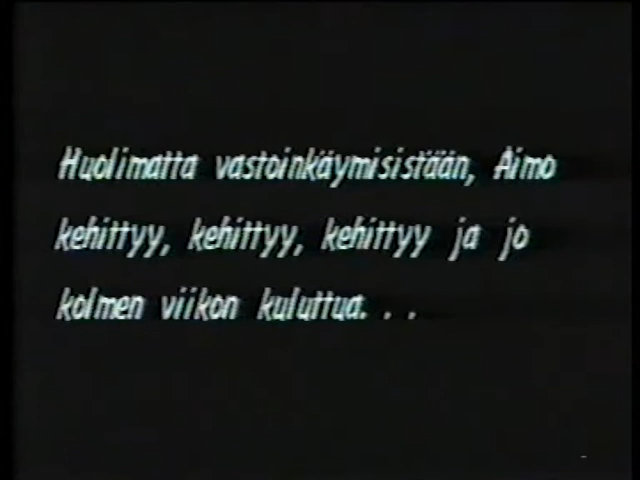 Huolimatta vastoinkäymisistään, Aimo
kehittyy, kehittyy, kehittyy ja jo
kolmen viikon kuluttua. . .